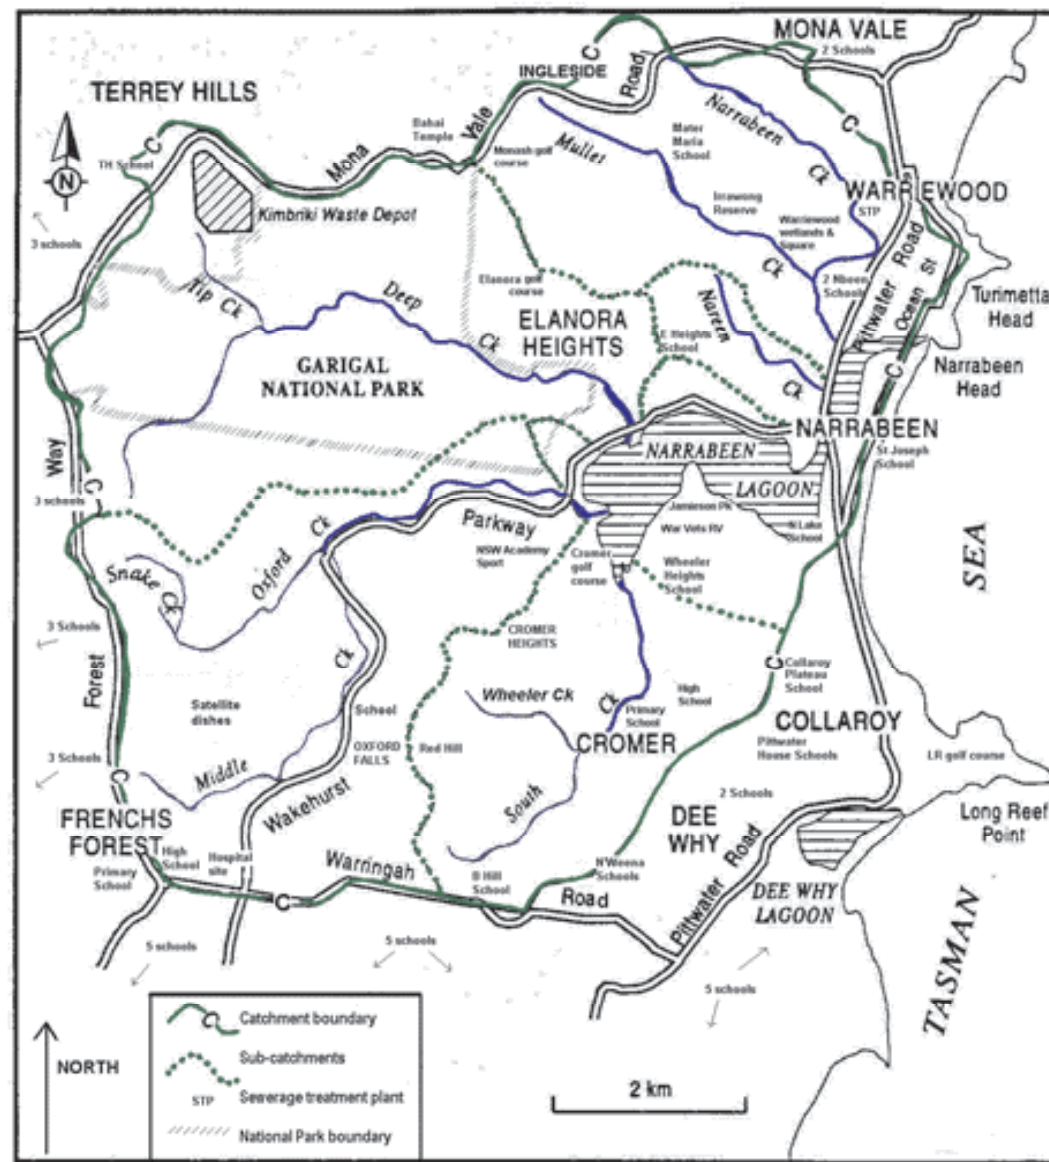 MONA VALE
2 Schools
C
INGLESIDE
Road
TERREY HILLS
C
Bahai
Temple
Vale
Mona
Monash golf
course
Mullet
Ck
Narrabeen
Ck
Mater
Maria
School
C
TH School
N
Kimbriki Waste Depot
3 schools
Irrawong
Reserve
WARRIEWOOD
STP
Warriewood
wetlands &
Square
2 Nbeen
Schools
Pittwater Road
Ocean St
Turimetta
Head
Tip Ck
Deep
Ck
Elanora golf
course
ELANORA
HEIGHTS
E Heights
School
Nareen
Ck
C
Narrabeen
Head
GARIGAL
NATIONAL PARK
NARRABEEN
St Joseph
School
NARRABEEN
LAGOON
Way
3 schools
C
Jamieson Pk
War Vets RV
N Lake
School
Parkway
NSW Academy
Sport
Cromer
golf
course
Wheeler
Heights
School
SEA
Snake Ck
Oxford
Ck
3 Schools
CROMER
HEIGHTS
Forest
Ck
C
Collaroy
Plateau
School
Wheeler Ck
High
School
Primary
School
Ck
Satellite
dishes
School
COLLAROY
OXFORD
FALLS
Red Hill
CROMER
Pittwater
House Schools
LR golf course
3 Schools
C
Middle
Wakehurst
South
2 Schools
Long Reef
Point
FRENCHS
FOREST
DEE
WHY
High
School
Primary
School
Hospital
site
Warringah
B Hill
School
N'Weena
Schools
Road
Pittwater Road
DEE WHY
LAGOON
C
5 schools
5 schools
5 schools
TASMAN
C
Catchment boundary
Sub-catchments
STP
Sewerage treatment plant
National Park boundary
NORTH
2 km